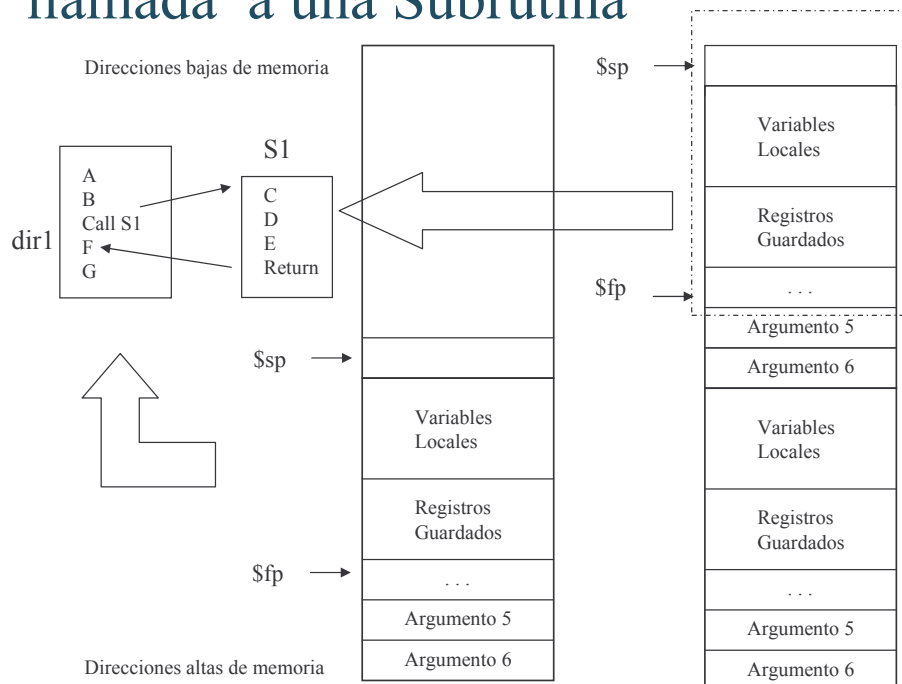 llamada a una Subrutina
Direcciones bajas de memoria
dir1
A
B
Call S1
F
G
S1
C
D
E
Return
$sp
Variables
Locales
Registros
Guardados
$fp
. . .
Argumento 5
Argumento 6
Direcciones altas de memoria
$sp
Variables
Locales
Registros
Guardados
$fp
. . .
Argumento 5
Argumento 6
Variables
Locales
Registros
Guardados
. . .
Argumento 5
Argumento 6